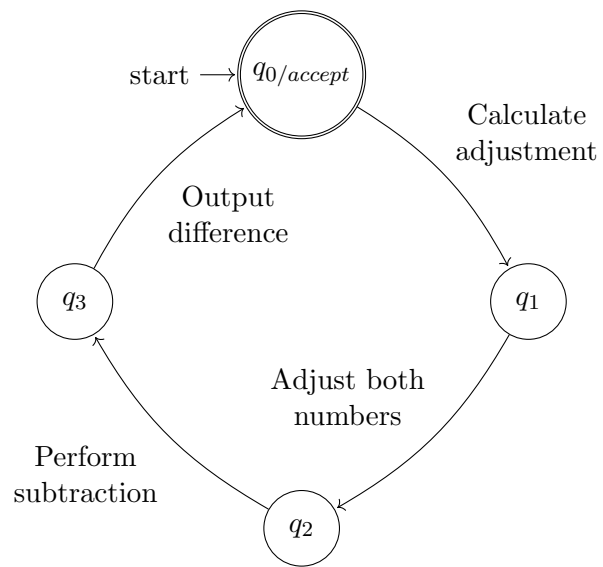 start
q0/accept
Calculate
adjustment
Output
difference
q3
q1
Adjust both
numbers
Perform
subtraction
q2